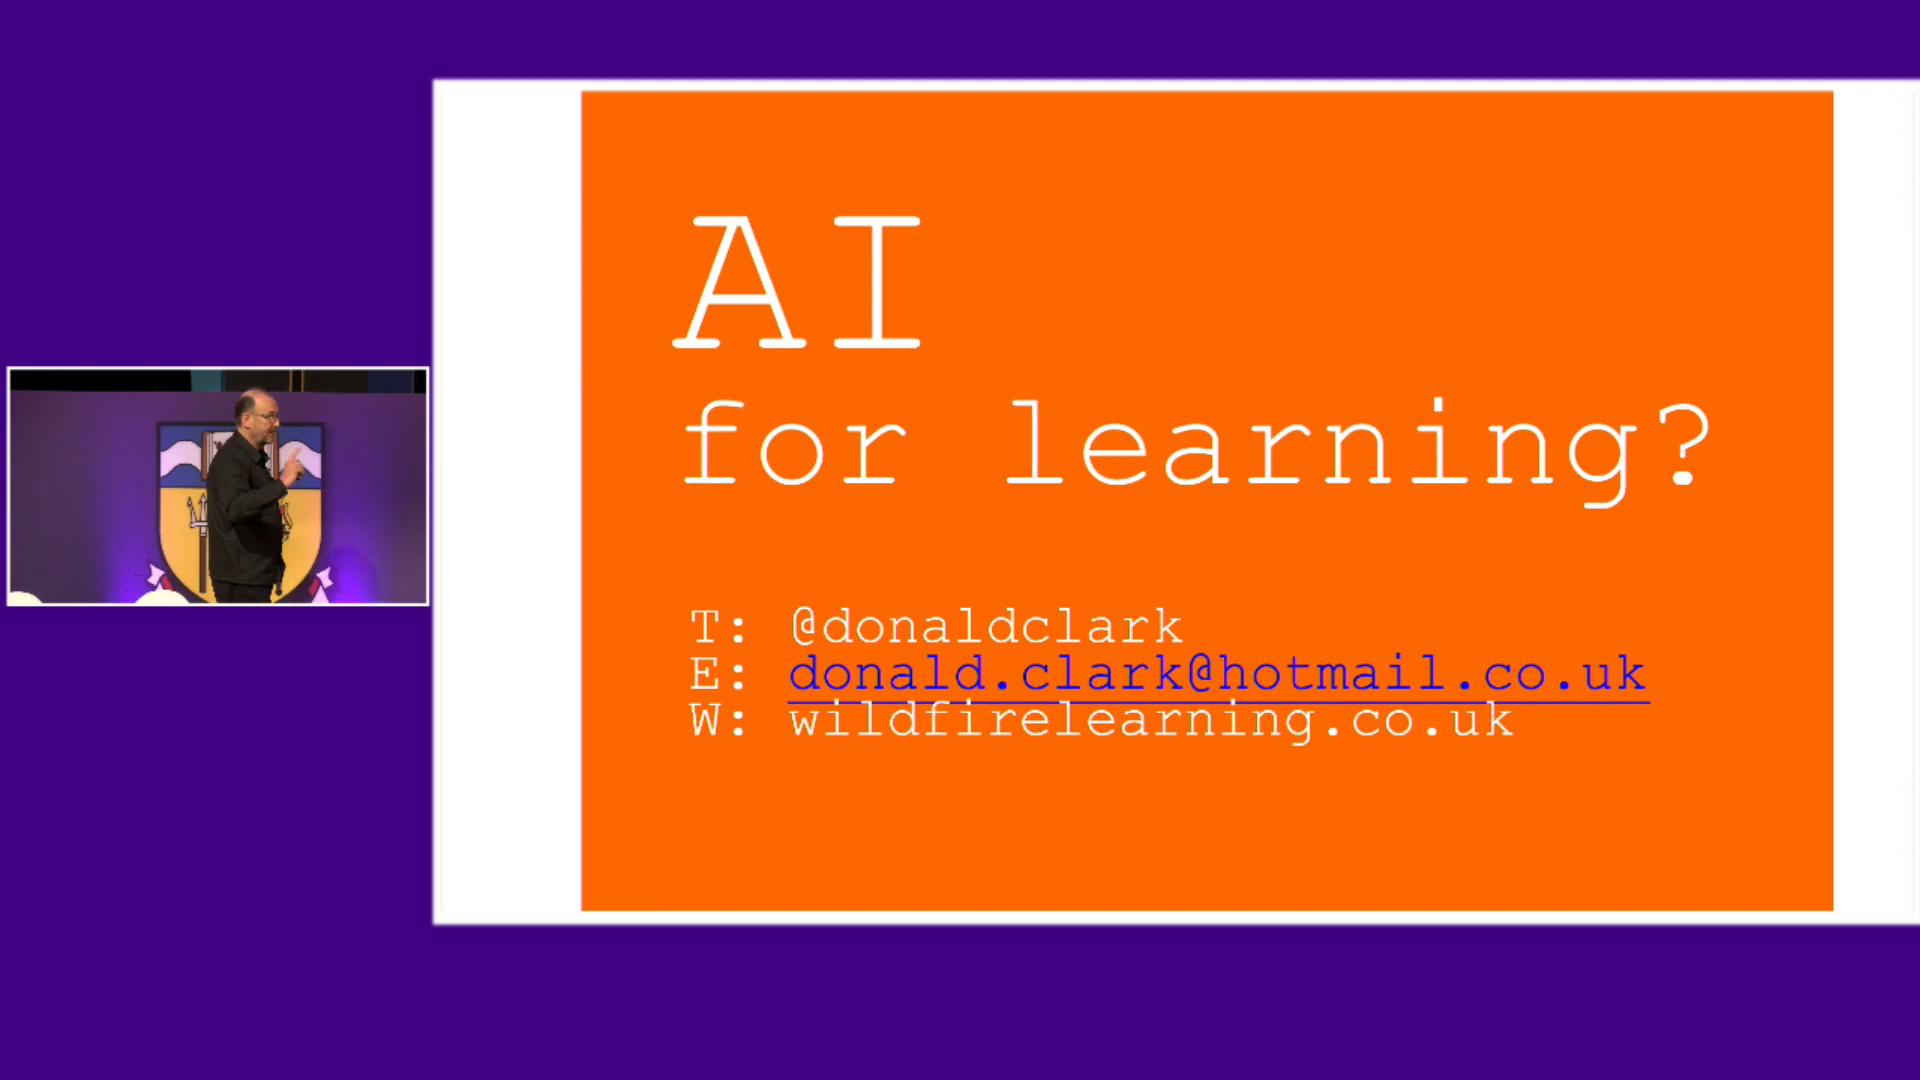 AI
for learning?
T: @donaldclark
E: donald.clark@hotmail.co.uk
W: wildfirelearning.co.uk